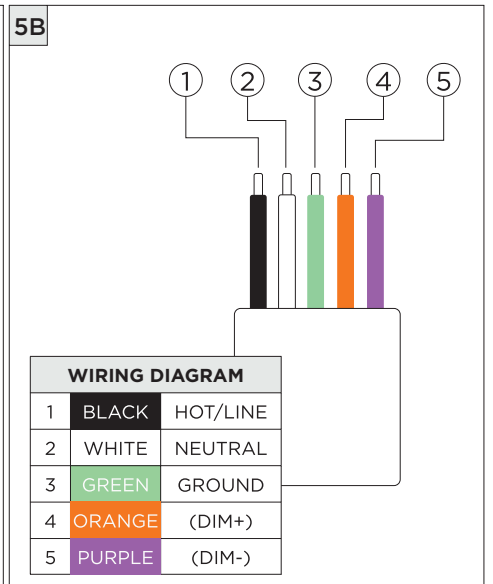 5B
1 2 3 4 5
WIRING DIAGRAM
1 BLACK HOT/LINE
2 WHITE NEUTRAL
3 GREEN GROUND
4 ORANGE (DIM+)
5 PURPLE (DIM-)